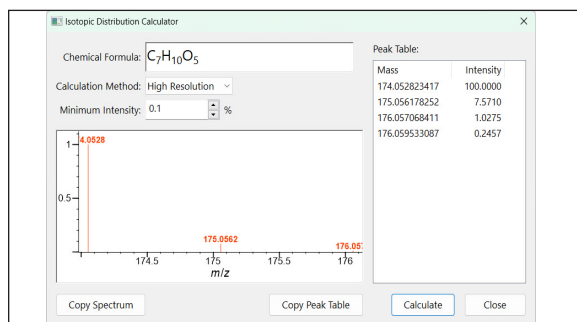 Isotopic Distribution Calculator
Chemical Formula: C₇H₁₀O₅
Calculation Method: High Resolution
Minimum Intensity: 0.1 %
4.0528
175.0562
176.057
1
0.5
174.5 175 175.5 176
m/z
Peak Table:
Mass Intensity
174.052823417 100.0000
175.056178252 7.5710
176.057068411 1.0275
176.059533087 0.2457
Copy Spectrum Copy Peak Table Calculate Close